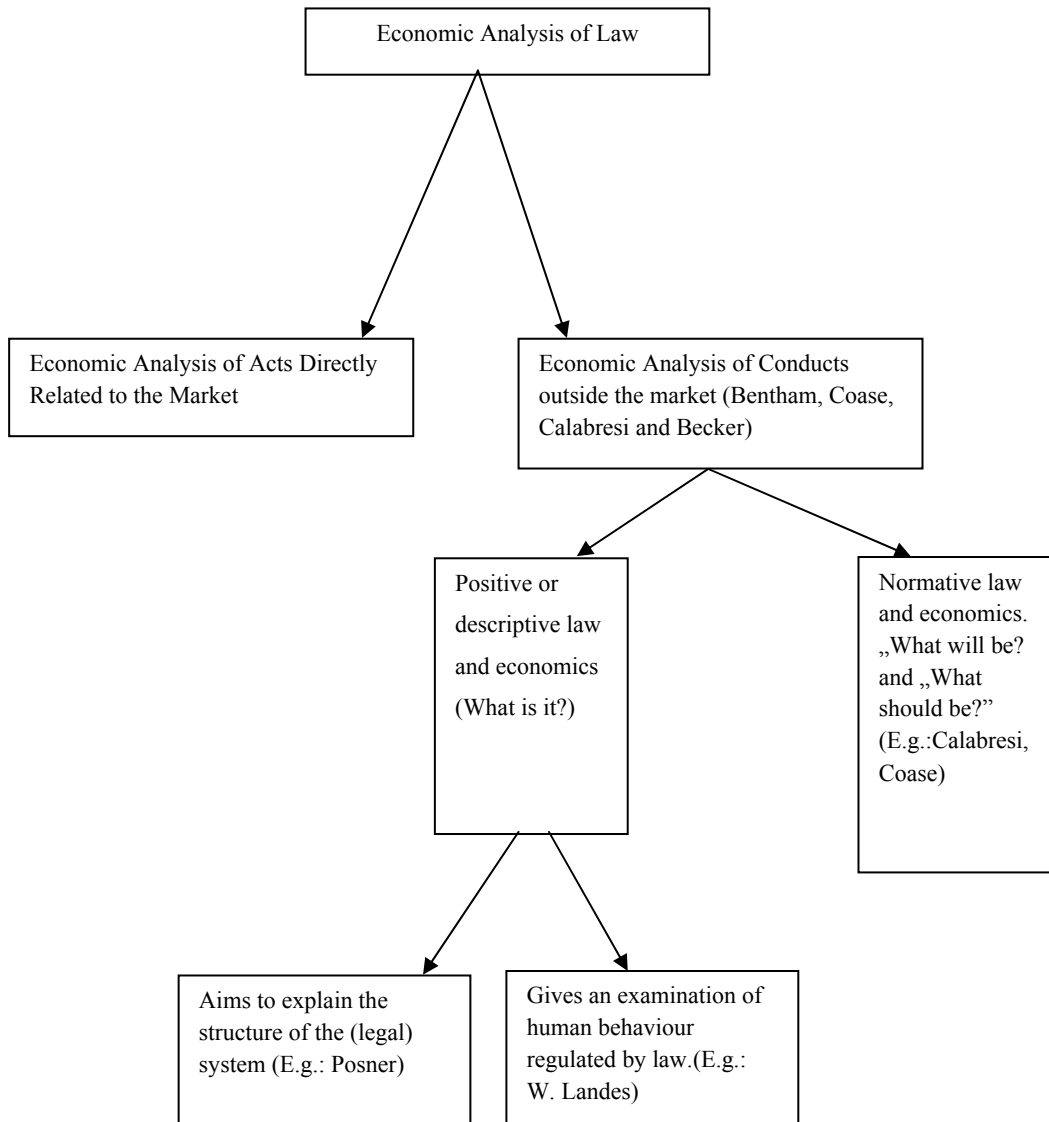 Economic Analysis of Law
Economic Analysis of Acts Directly
Related to the Market
Economic Analysis of Conducts
outside the market (Bentham, Coase,
Calabresi and Becker)
Positive or
descriptive law
and economics
(What is it?)
Normative law
and economics.
„What will be?
and „What
should be?”
(E.g.:Calabresi,
Coase)
Aims to explain the
structure of the (legal)
system (E.g.: Posner)
Gives an examination of
human behaviour
regulated by law.(E.g.:
W. Landes)